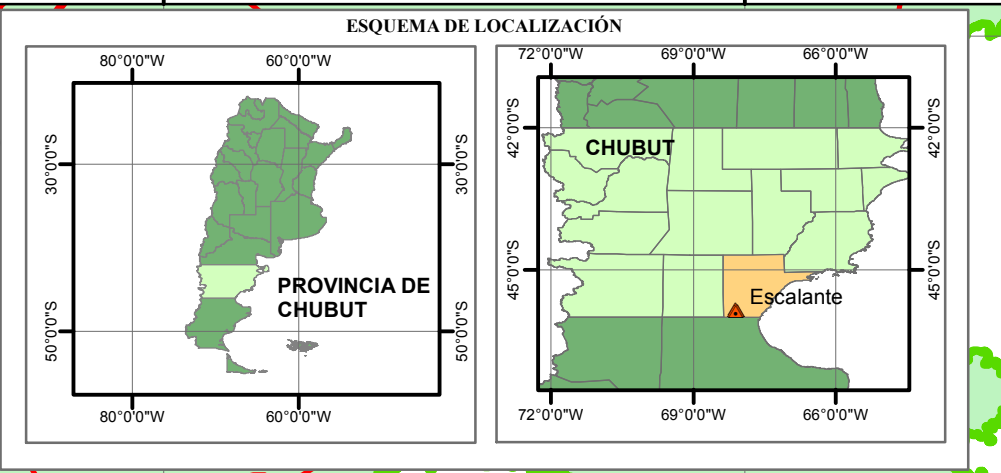 ESQUEMA DE LOCALIZACIÓN
80°0'0"W 60°0'0"W
30°0'0"S 30°0'0"S
PROVINCIA DE
CHUBUT
50°0'0"S 50°0'0"S
80°0'0"W 60°0'0"W
72°0'0"W 69°0'0"W 66°0'0"W
42°0'0"S 42°0'0"S
CHUBUT
45°0'0"S 45°0'0"S
Escalante
72°0'0"W 69°0'0"W 66°0'0"W